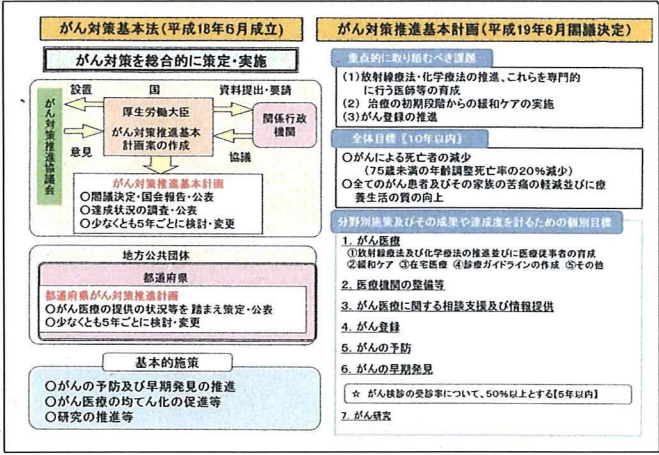 がん対策基本法(平成18年6月成立)
がん対策を総合的に策定・実施
設置
国
資料提出・要請
がん対策推進協議会
厚生労働大臣
がん対策推進基本
計画案の作成
関係行政
機関
意見
協議
がん対策推進基本計画
○閣議決定・国会報告・公表
○達成状況の調査・公表
○少なくとも5年ごとに検討・変更
地方公共団体
都道府県
都道府県がん対策推進計画
○がん医療の提供の状況等を 踏まえ策定・公表
○少なくとも5年ごとに検討・変更
基本的施策
○がんの予防及び早期発見の推進
○がん医療の均てん化の促進等
○研究の推進等
がん対策推進基本計画(平成19年6月閣議決定)
重点的に取り組むべき課題
(1)放射線療法・化学療法の推進、これらを専門的
に行う医師等の育成
(2) 治療の初期段階からの緩和ケアの実施
(3)がん登録の推進
全体目標【10年以内】
○がんによる死亡者の減少
(75歳未満の年齢調整死亡率の20%減少)
○全てのがん患者及びその家族の苦痛の軽減並びに療
養生活の質の向上
分野別施策及びその成果や達成度を計るための個別目標
1. がん医療
①放射線療法及び化学療法の推進並びに医療従事者の育成
②緩和ケア ③在宅医療 ④診療ガイドラインの作成 ⑤その他
2. 医療機関の整備等
3. がん医療に関する相談支援及び情報提供
4. がん登録
5. がんの予防
6. がんの早期発見
☆ がん検診の受診率について、50%以上とする【5年以内】
7. がん研究